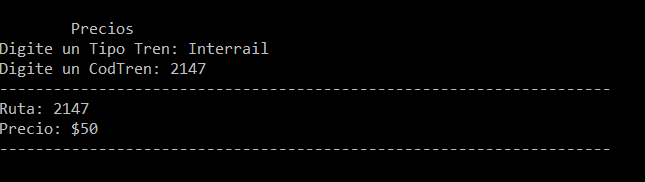 Precios
Digite un Tipo Tren: Interrail
Digite un CodTren: 2147
--------------------------------------------------------------------
Ruta: 2147
Precio: $50
--------------------------------------------------------------------